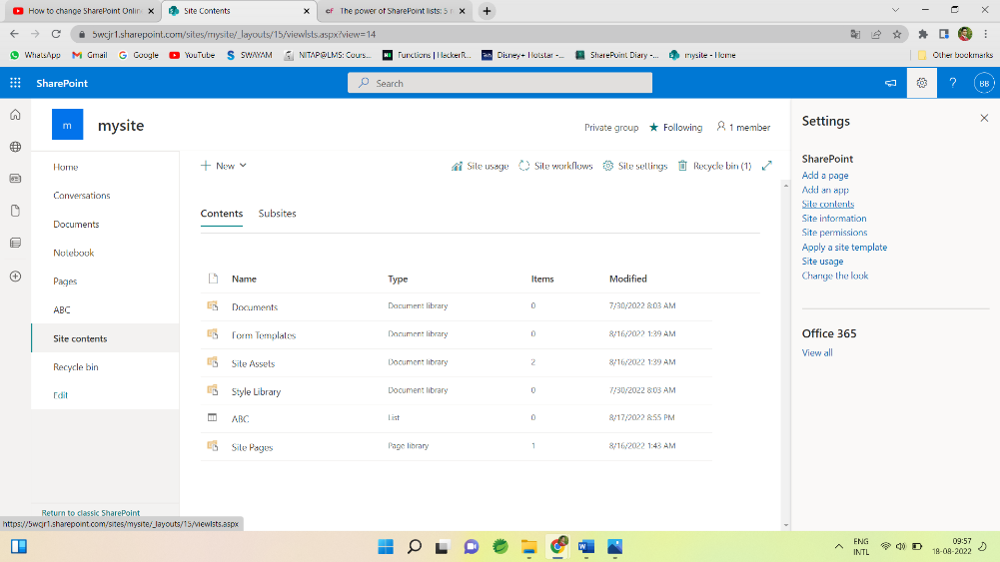 How to change SharePoint Online
Site Contents
The power of SharePoint lists: 5 r
5wcjr1.sharepoint.com/sites/mysite/_layouts/15/viewlsts.aspx?view=14
WhatsApp
Gmail
Google
YouTube
SWAYAM
NITAP@LMS: Cours...
Functions | HackerR...
Disney+ Hotstar -...
SharePoint Diary -...
mysite - Home
Other bookmarks
SharePoint
Search
?
BB
m
mysite
Private group
Following
1 member
Home
Conversations
Documents
Notebook
Pages
ABC
Site contents
Recycle bin
Edit
Return to classic SharePoint
New
Site usage
Site workflows
Site settings
Recycle bin (1)
Contents
Subsites
Name Type Items Modified
Documents Document library 0 7/30/2022 8:03 AM
Form Templates Document library 0 8/16/2022 1:39 AM
Site Assets Document library 2 8/16/2022 1:39 AM
Style Library Document library 0 7/30/2022 8:03 AM
ABC List 0 8/17/2022 8:55 PM
Site Pages Page library 1 8/16/2022 1:43 AM
Settings
SharePoint
Add a page
Add an app
Site contents
Site information
Site permissions
Apply a site template
Site usage
Change the look
Office 365
View all
https://5wcjr1.sharepoint.com/sites/mysite/_layouts/15/viewlsts.aspx
ENG
INTL
09:57
18-08-2022